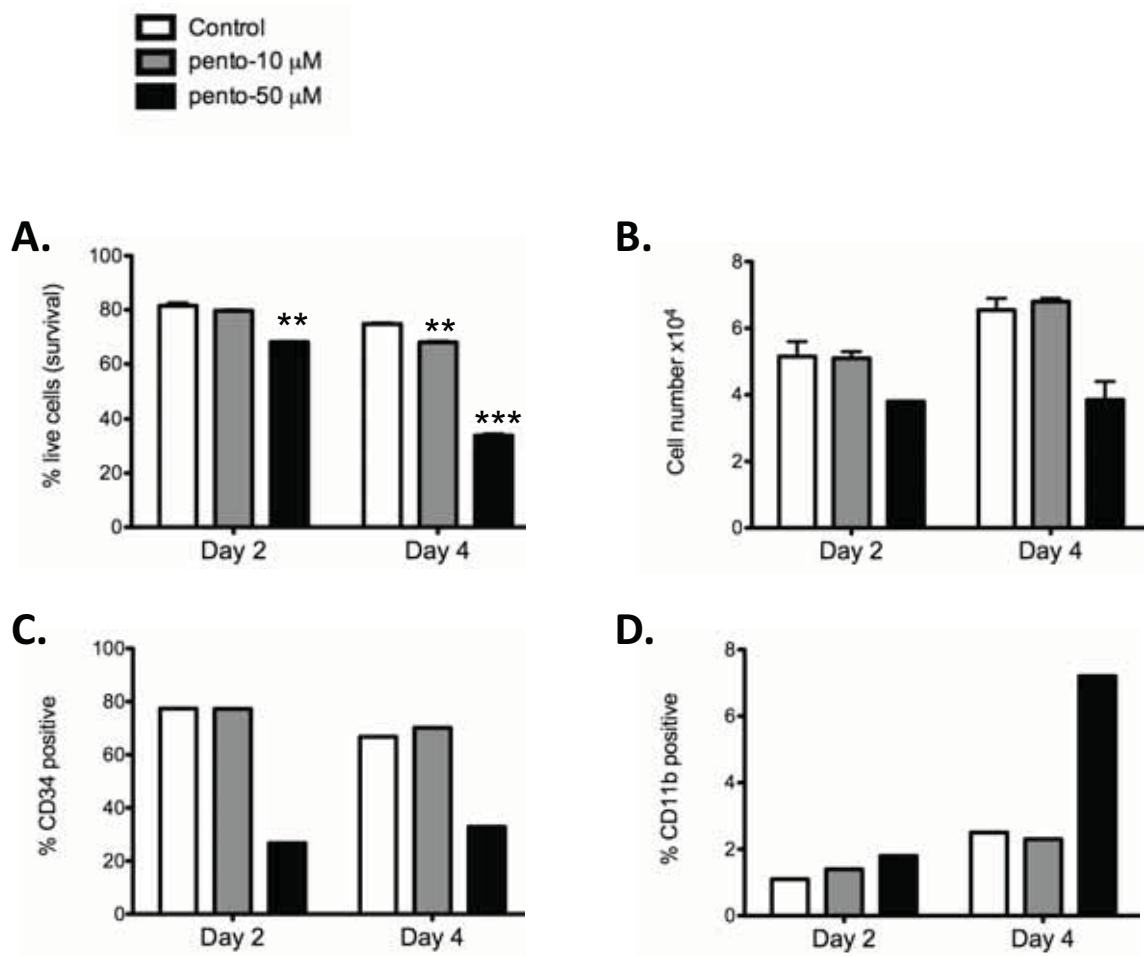 Control
pento-10 μM
pento-50 μM
A.
% live cells (survival)
100
80
60
40
20
0
**
**
***
Day 2
Day 4
B.
Cell number x10⁴
8
6
4
2
0
Day 2
Day 4
C.
% CD34 positive
100
80
60
40
20
0
Day 2
Day 4
D.
% CD11b positive
8
6
4
2
0
Day 2
Day 4